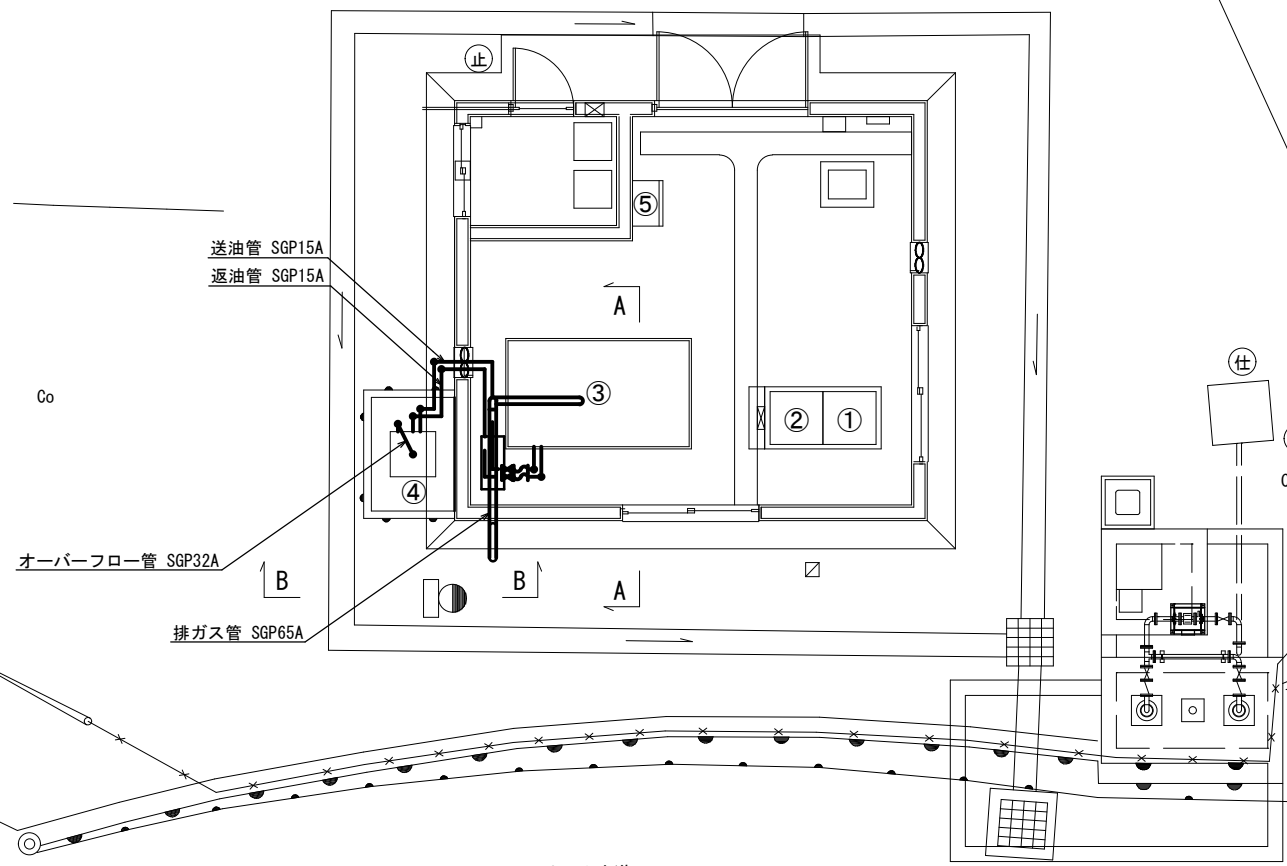 止
⑤
送油管 SGP15A
返油管 SGP15A
A
仕
Co
③
②
①
④
オーバーフロー管 SGP32A
B
B
A
排ガス管 SGP65A